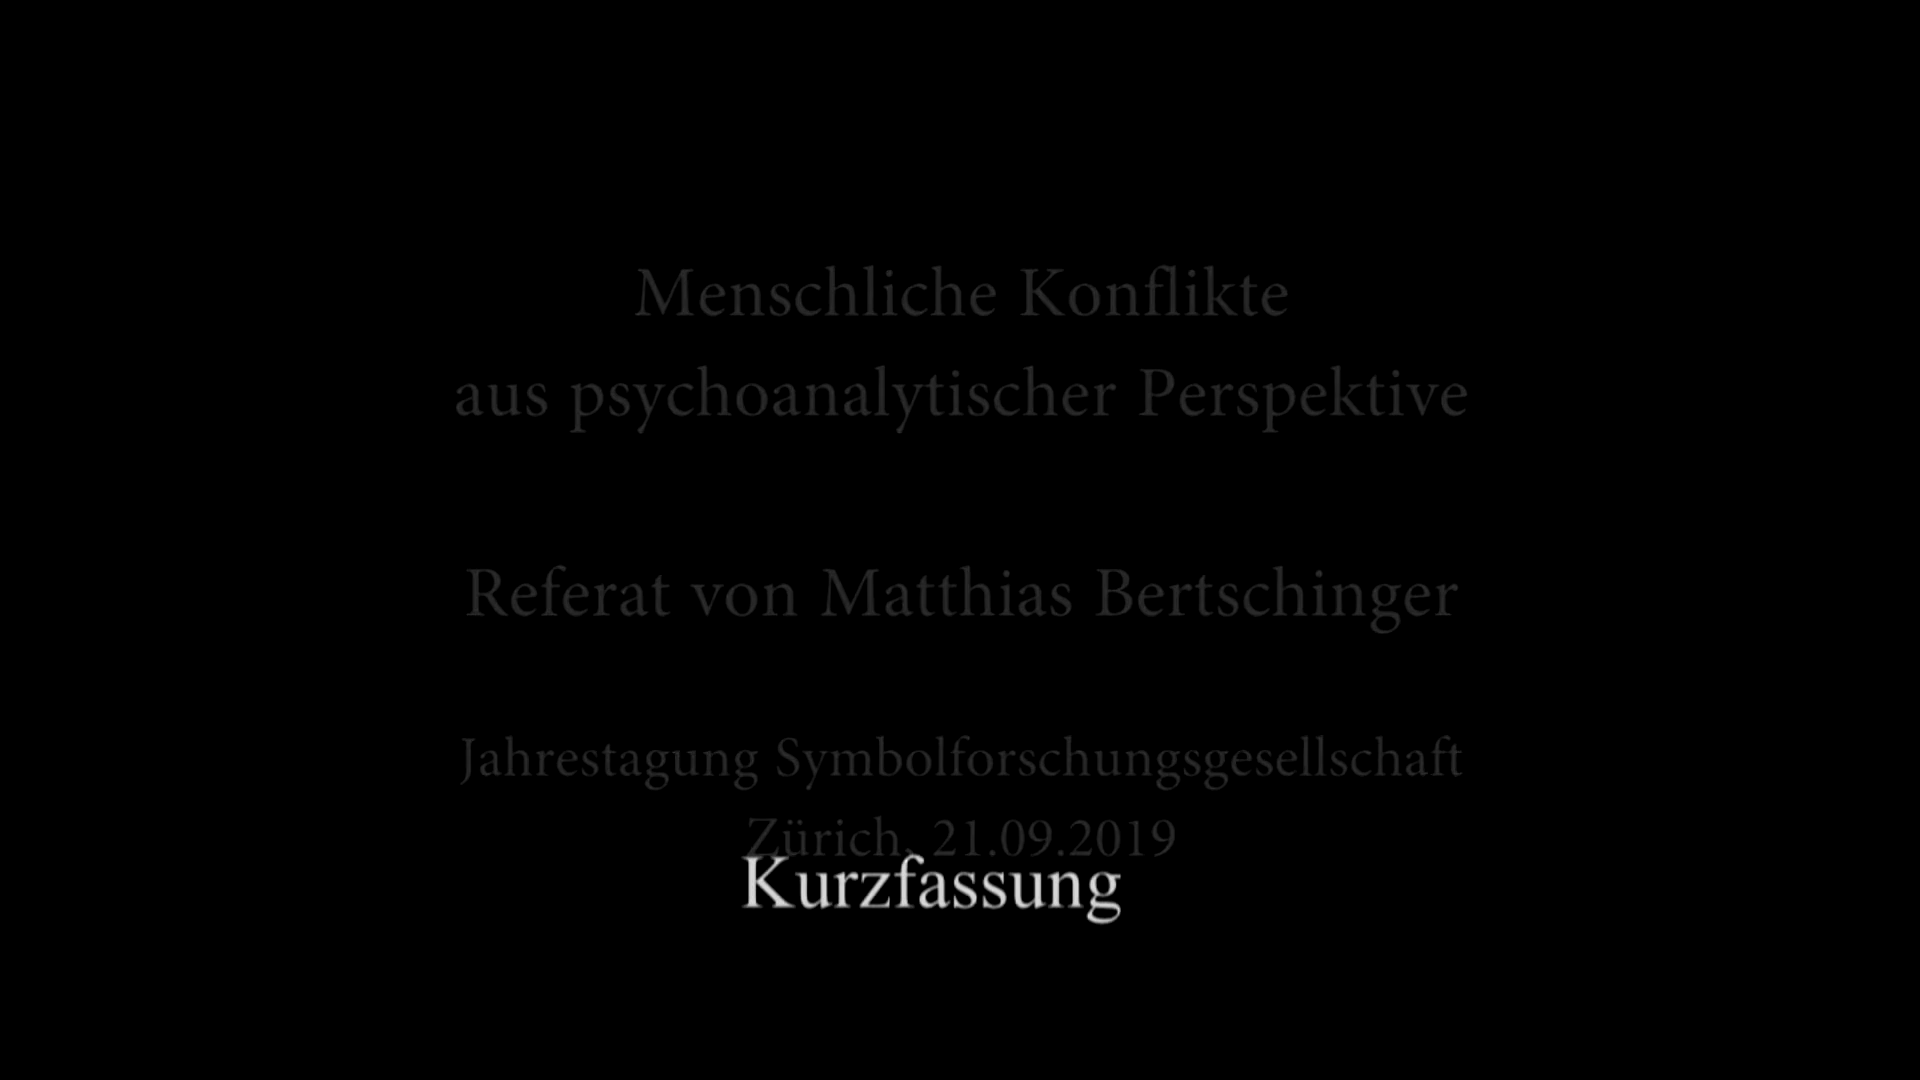 Menschliche Konflikte
aus psychoanalytischer Perspektive
Referat von Matthias Bertschinger
Jahrestagung Symbolforschungsgesellschaft
Zürich, 21.09.2019
Kurzfassung